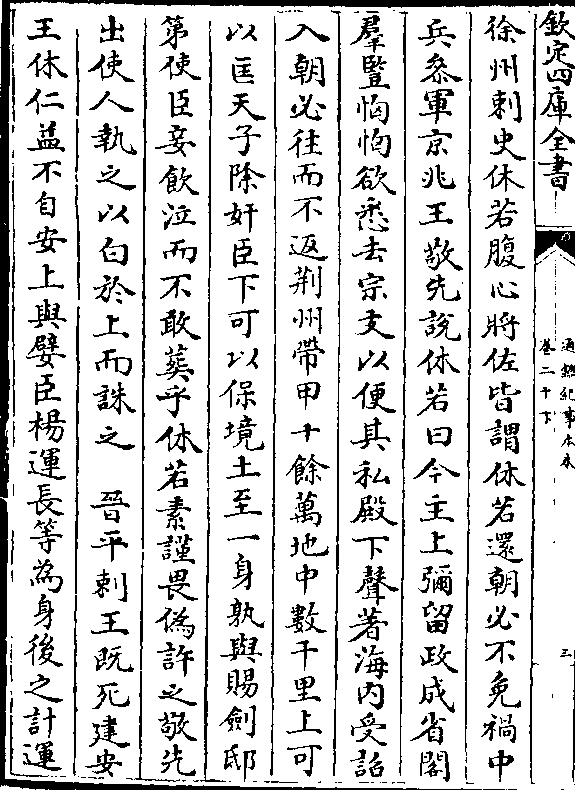 欽定四庫全書
通鑑紀事本末
卷二十下
三
徐州刺史休若腹心將佐皆謂休若還朝必不免禍中
兵叅軍京兆王敬先說休若曰今主上彌留政成省閣
羣豎恟恟欲悉去宗支以便其私殿下聲著海内受詔
入朝必往而不返荆州帶甲十餘萬地中數千里上可
以匡天子除奸臣下可以保境土至一身孰與賜劍邸
第使臣妾飲泣而不敢葬乎休若素謹畏偽許之敬先
出使人執之以白於上而誅之　晉平剌王既死建安
王休仁益不自安上與嬖臣楊運長等為身後之計運